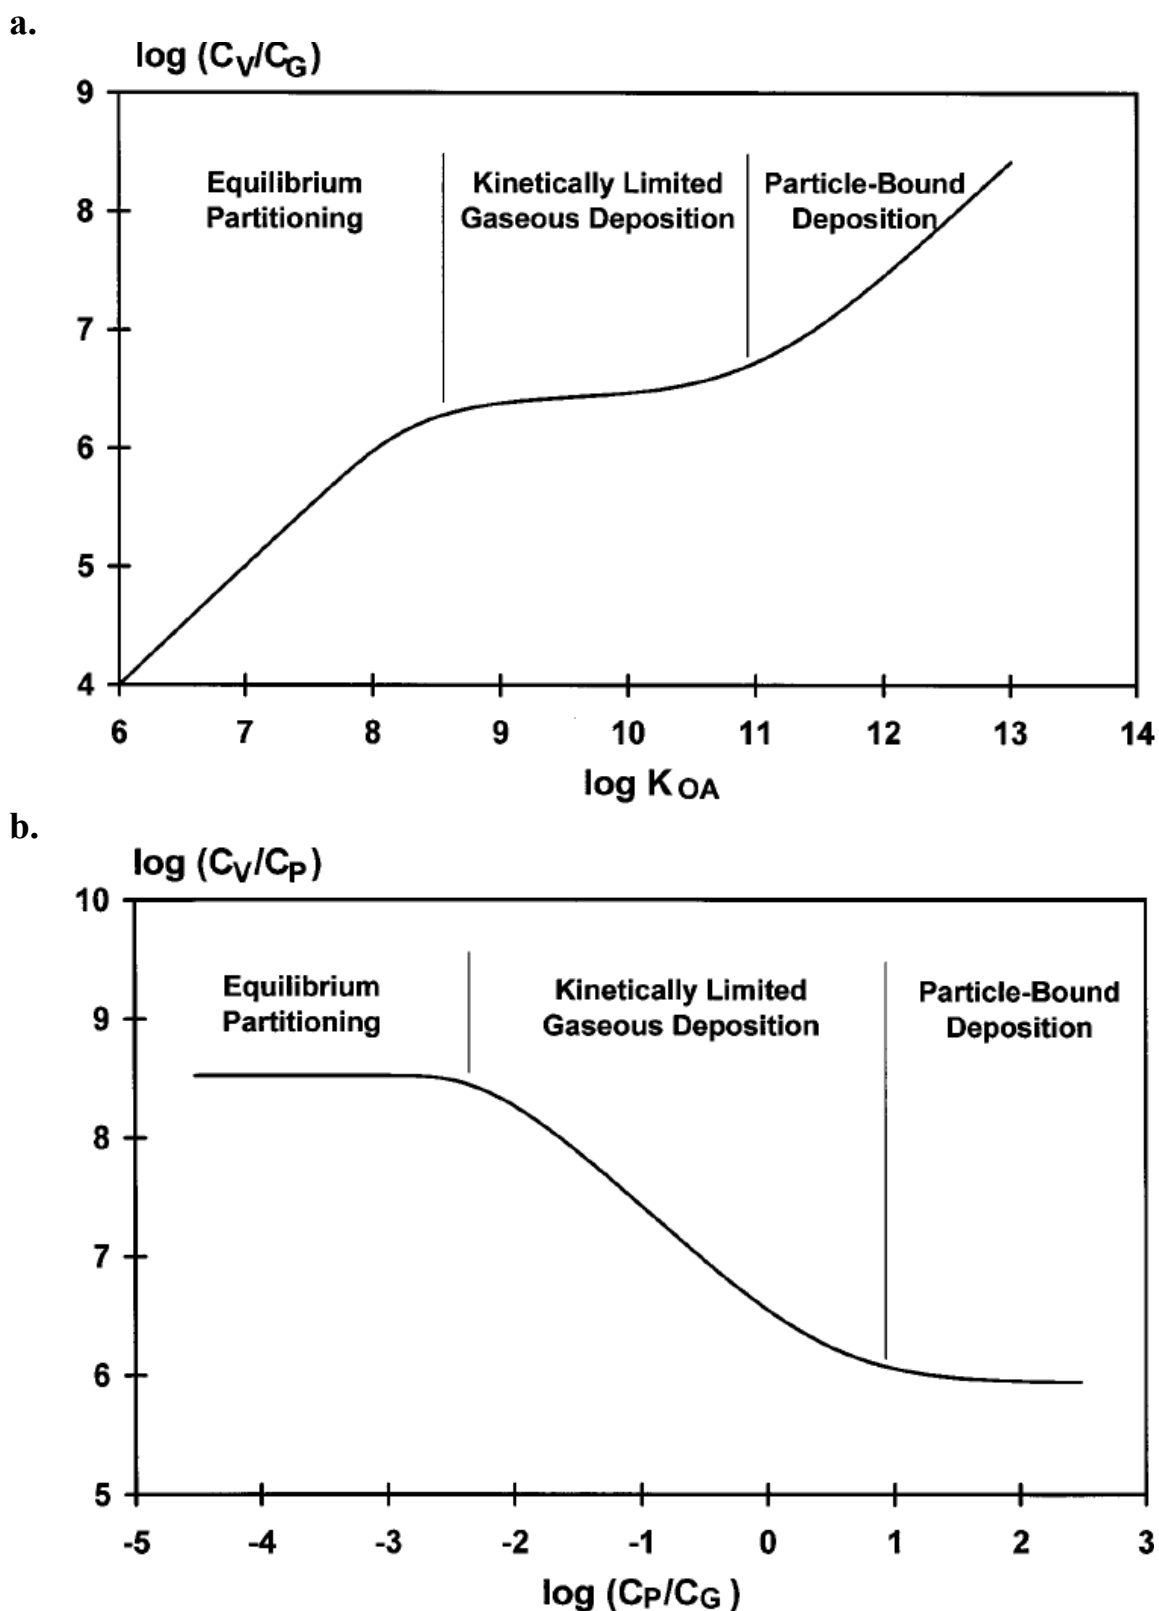 a.
log (CV/CG)
9
Equilibrium
Partitioning
Kinetically Limited
Gaseous Deposition
Particle-Bound
Deposition
8
7
6
5
4
6 7 8 9 10 11 12 13 14
log KOA
b.
log (CV/CP)
10
Equilibrium
Partitioning
Kinetically Limited
Gaseous Deposition
Particle-Bound
Deposition
9
8
7
6
5
-5 -4 -3 -2 -1 0 1 2 3
log (CP/CG)